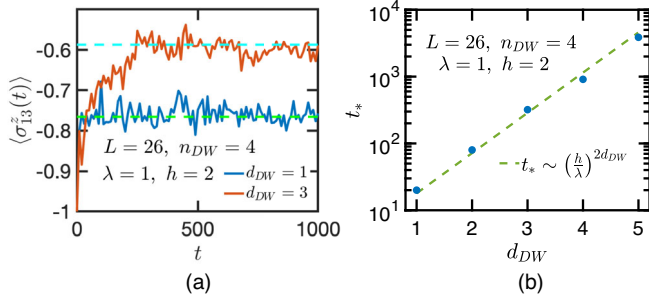 -0.6
-0.7
-0.8
-0.9
-1
⟨σ^z_13(t)⟩
L = 26, n_DW = 4
λ = 1, h = 2
d_DW = 1
d_DW = 3
0 500 1000
t
(a)
10^4
10^3
10^2
10^1
t_*
L = 26, n_DW = 4
λ = 1, h = 2
t_* ∼ (h/λ)^{2d_DW}
1 2 3 4 5
d_DW
(b)